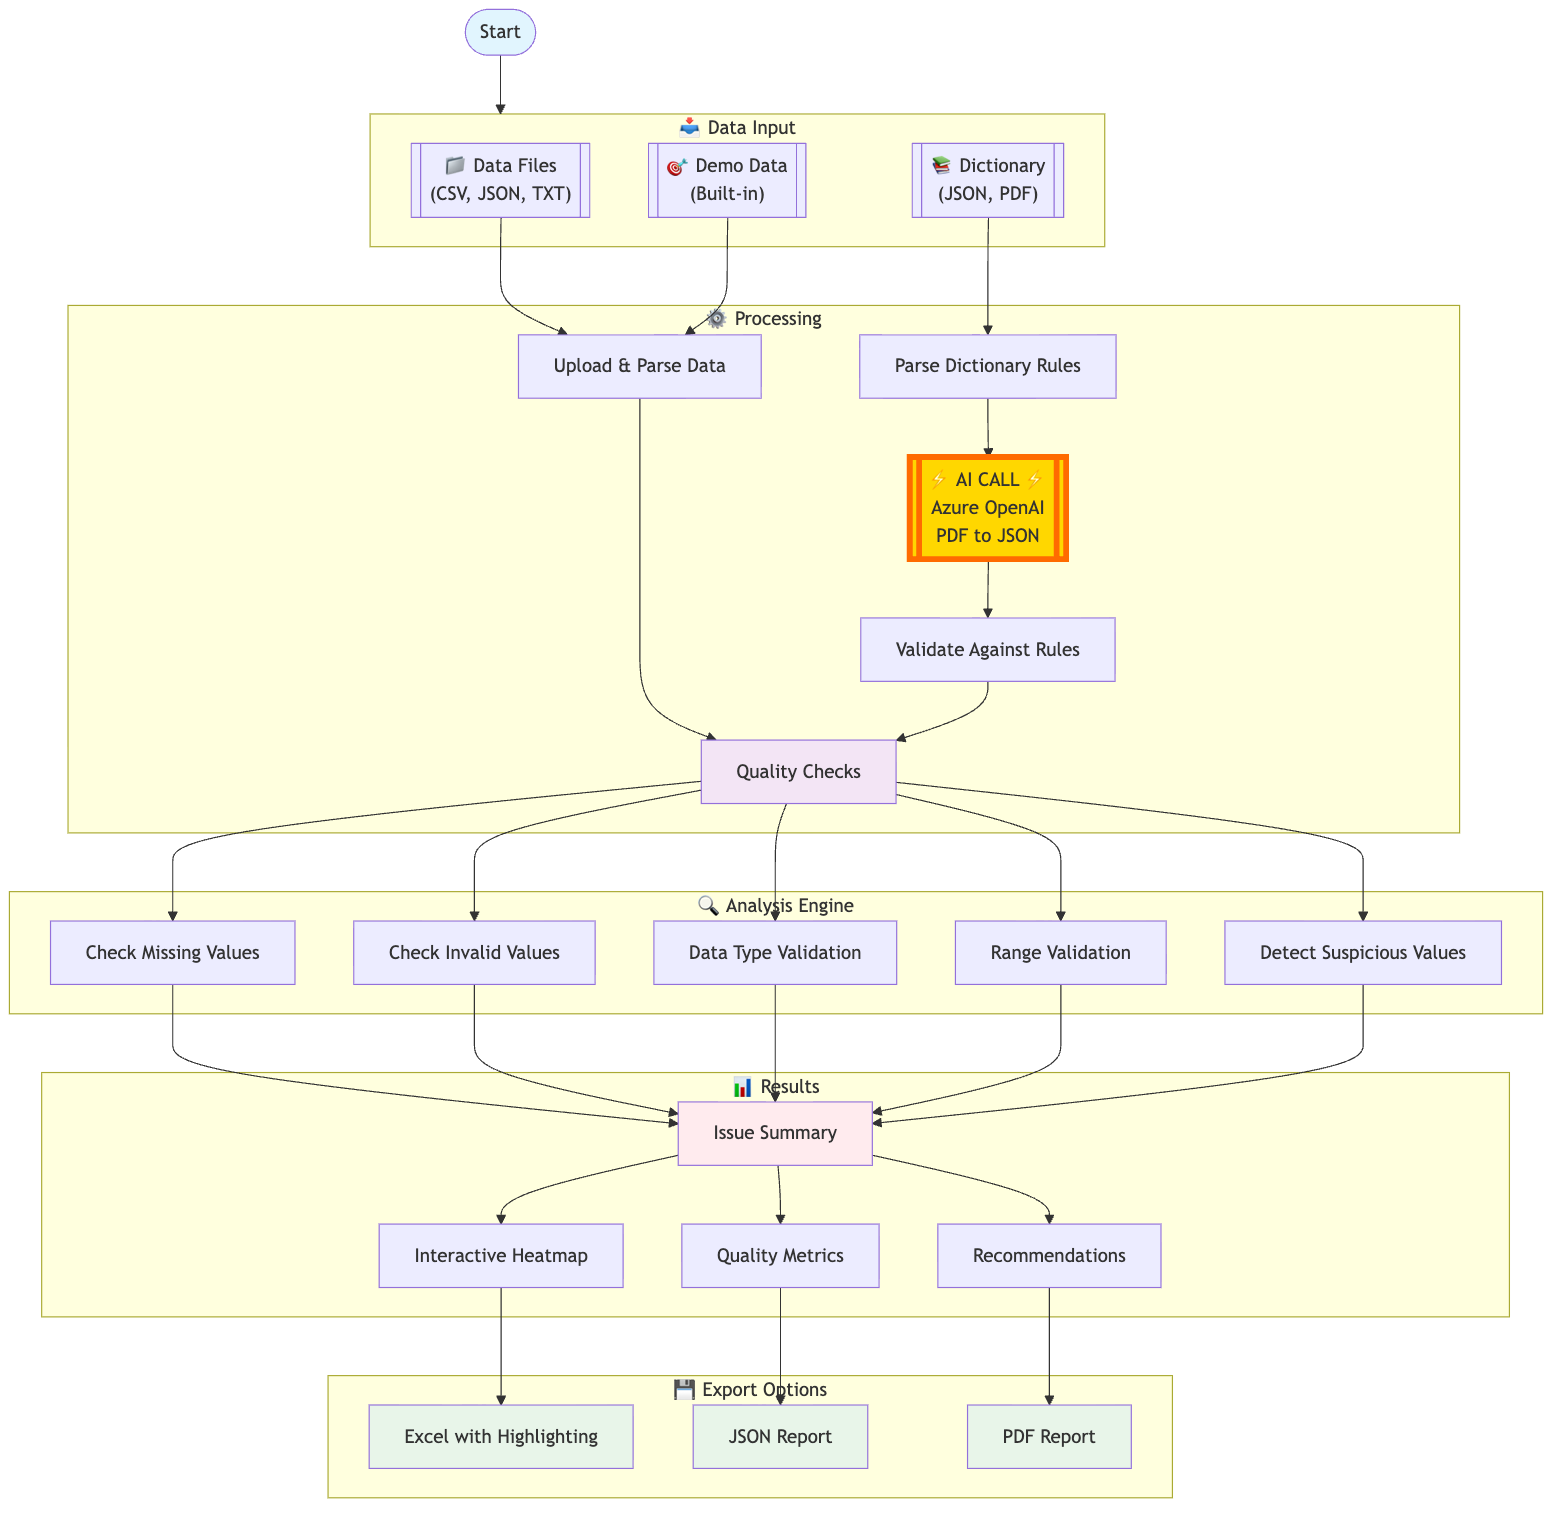 Start
📥 Data Input
📁 Data Files
(CSV, JSON, TXT)
🎯 Demo Data
(Built-in)
📚 Dictionary
(JSON, PDF)
⚙️ Processing
Upload & Parse Data
Parse Dictionary Rules
⚡ AI CALL ⚡
Azure OpenAI
PDF to JSON
Validate Against Rules
Quality Checks
🔍 Analysis Engine
Check Missing Values
Check Invalid Values
Data Type Validation
Range Validation
Detect Suspicious Values
📊 Results
Issue Summary
Interactive Heatmap
Quality Metrics
Recommendations
💾 Export Options
Excel with Highlighting
JSON Report
PDF Report